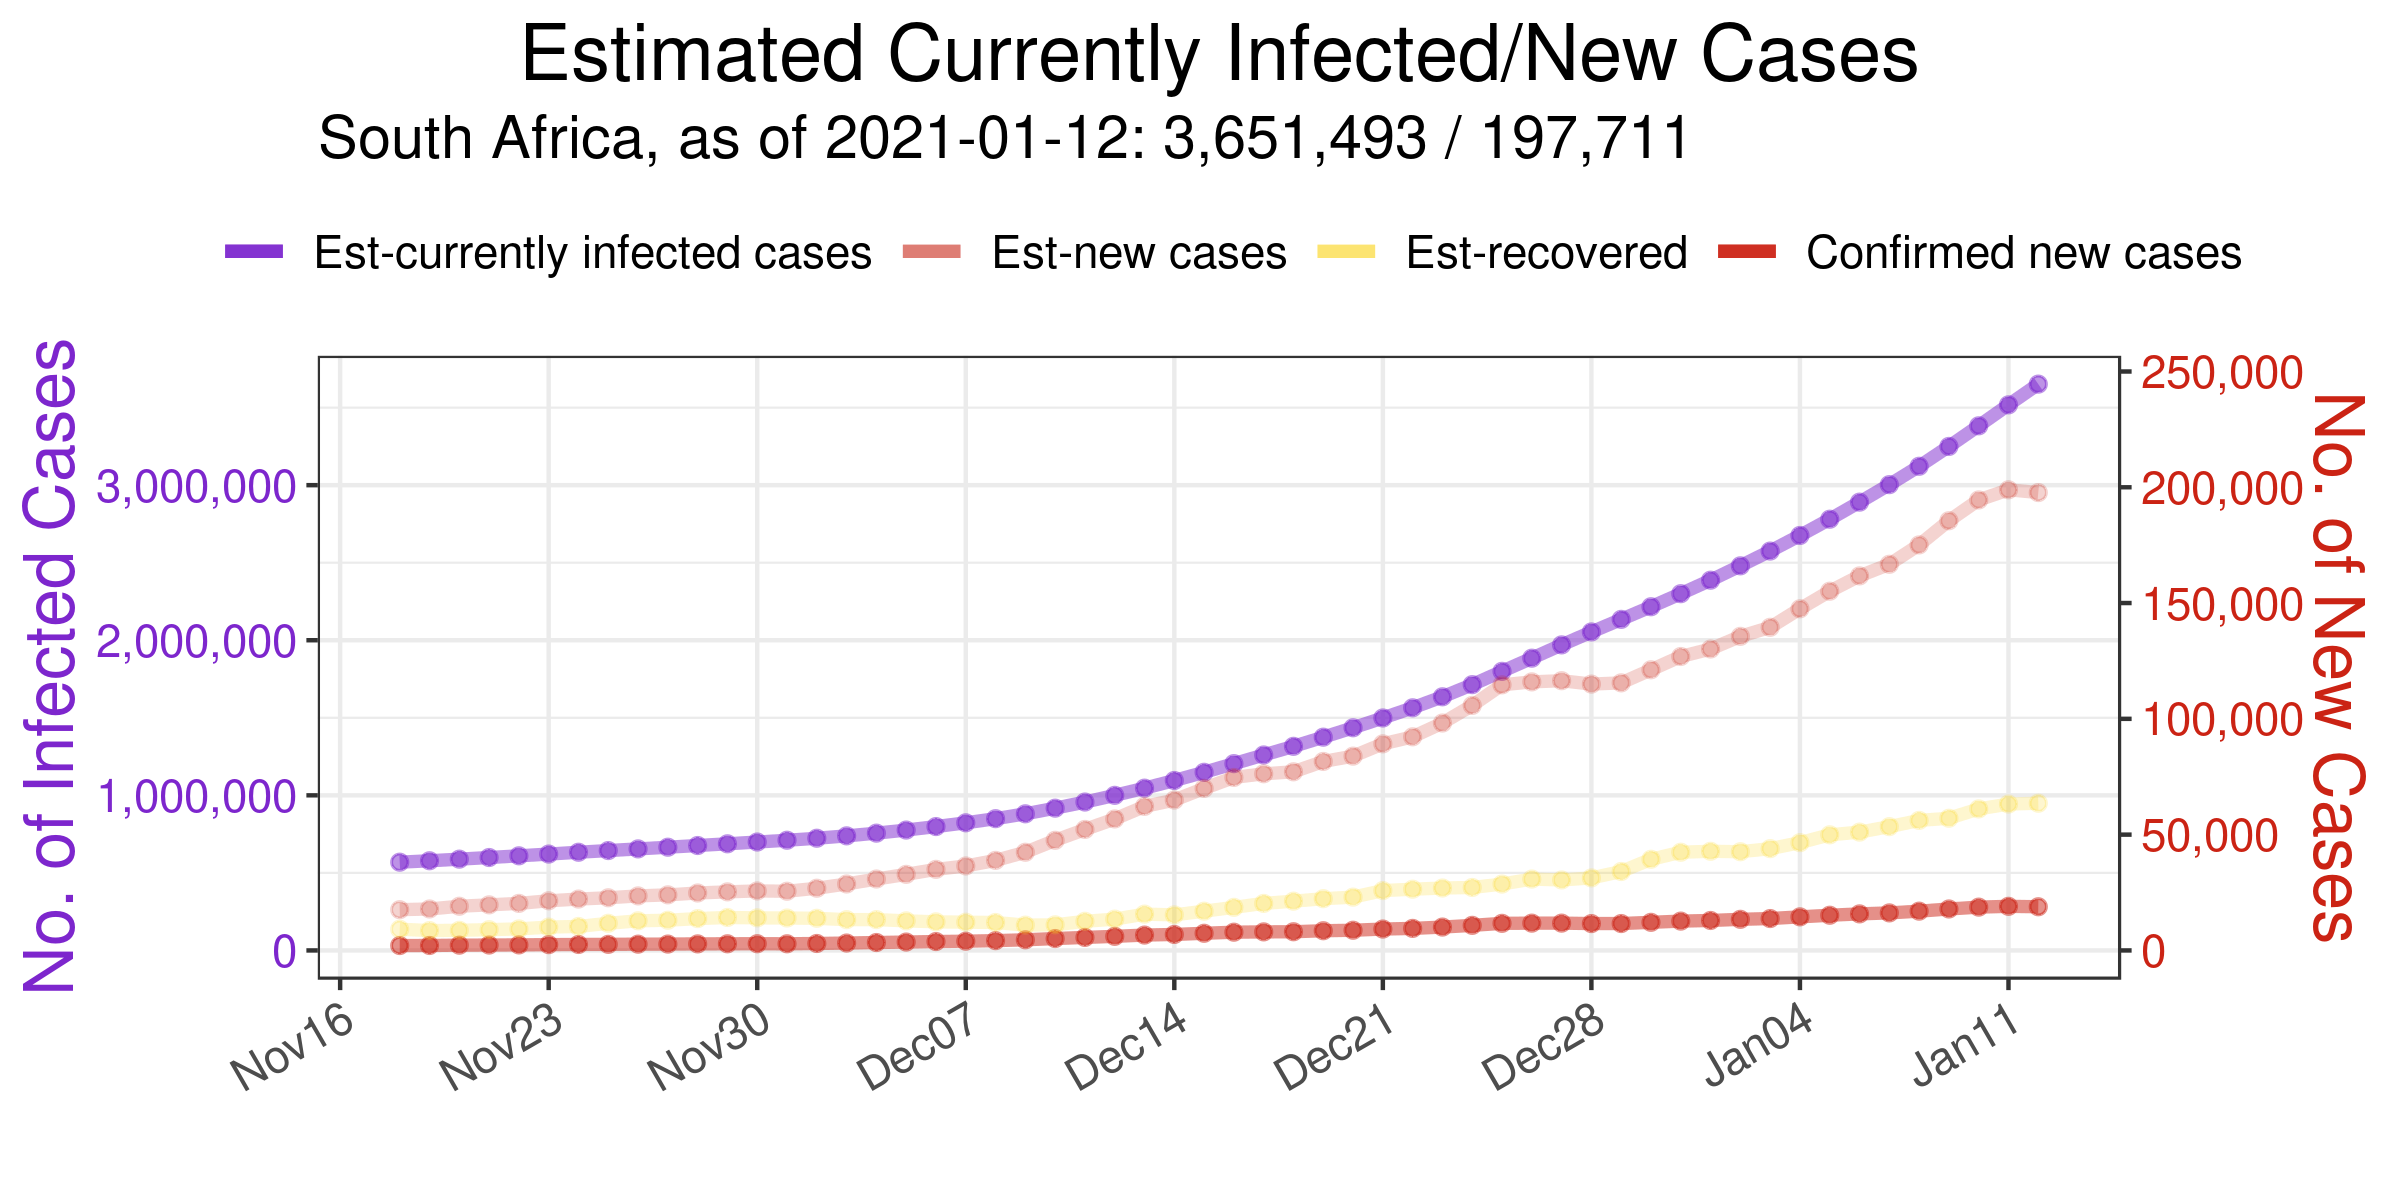 Estimated Currently Infected/New Cases
South Africa, as of 2021-01-12: 3,651,493 / 197,711
Est-currently infected cases Est-new cases Est-recovered Confirmed new cases
No. of Infected Cases
3,000,000
2,000,000
1,000,000
0
250,000
200,000
150,000
100,000
50,000
0
No. of New Cases
Nov16 Nov23 Nov30 Dec07 Dec14 Dec21 Dec28 Jan04 Jan11